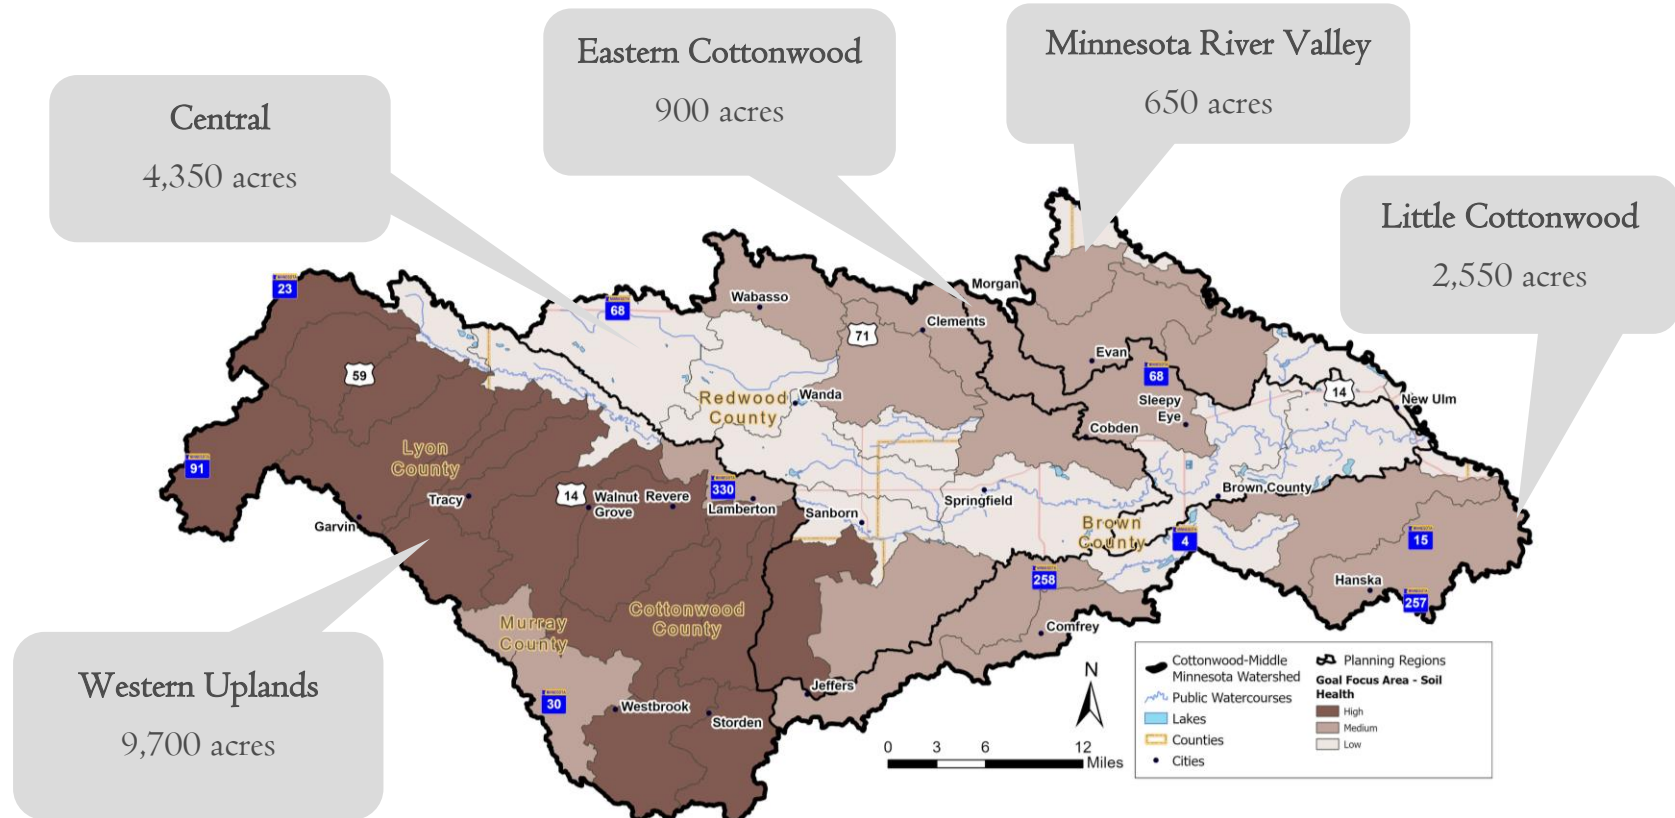 Eastern Cottonwood
900 acres
Minnesota River Valley
650 acres
Central
4,350 acres
Little Cottonwood
2,550 acres
Western Uplands
9,700 acres
23
68
Wabasso
71
Clements
Morgan
Evan
68
Sleepy
Eye
14
New Ulm
59
Redwood
County
Wanda
Cobden
Lyon
County
91
Tracy
14
Walnut
Grove
Revere
330
Lamberton
Sanborn
Springfield
Brown County
Garvin
Brown
County
4
15
258
Hanska
257
Murray
County
Cottonwood
County
Comfrey
Jeffers
30
Westbrook
Storden
N
0 3 6 12
Miles
Cottonwood-Middle
Minnesota Watershed
Public Watercourses
Lakes
Counties
Cities
Planning Regions
Goal Focus Area - Soil
Health
High
Medium
Low